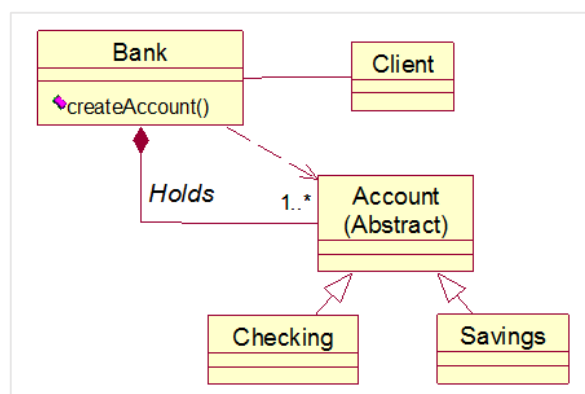 Bank
Client
createAccount()
Holds
1..*
Account
(Abstract)
Checking
Savings